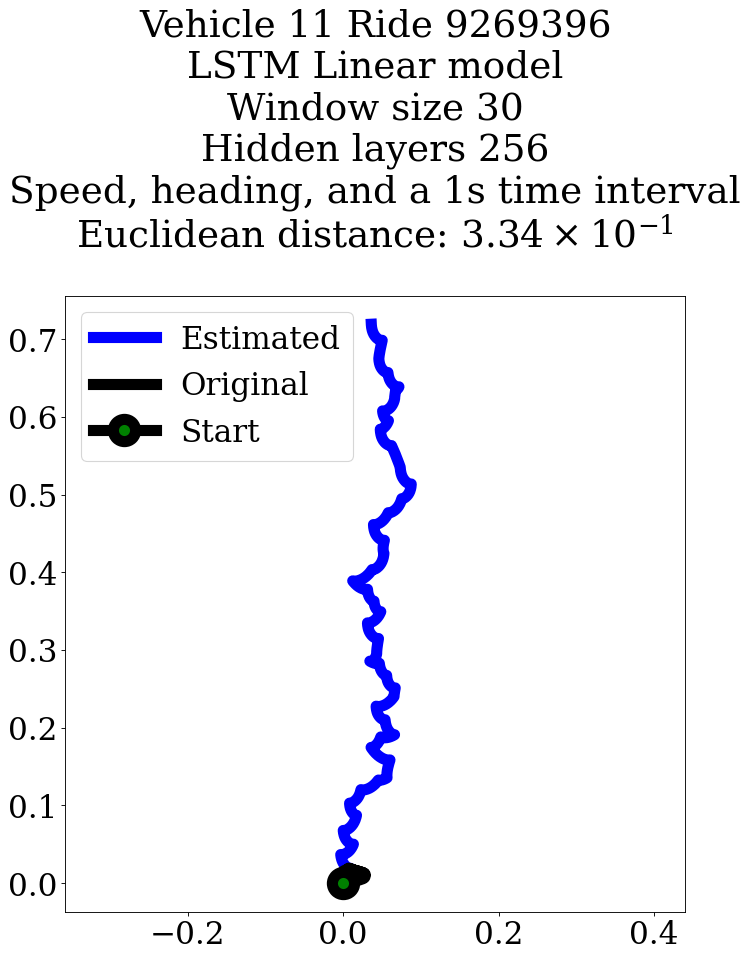 Vehicle 11 Ride 9269396
LSTM Linear model
Window size 30
Hidden layers 256
Speed, heading, and a 1s time interval
Euclidean distance: 3.34 × 10⁻¹
Estimated
Original
Start
0.7
0.6
0.5
0.4
0.3
0.2
0.1
0.0
−0.2 0.0 0.2 0.4